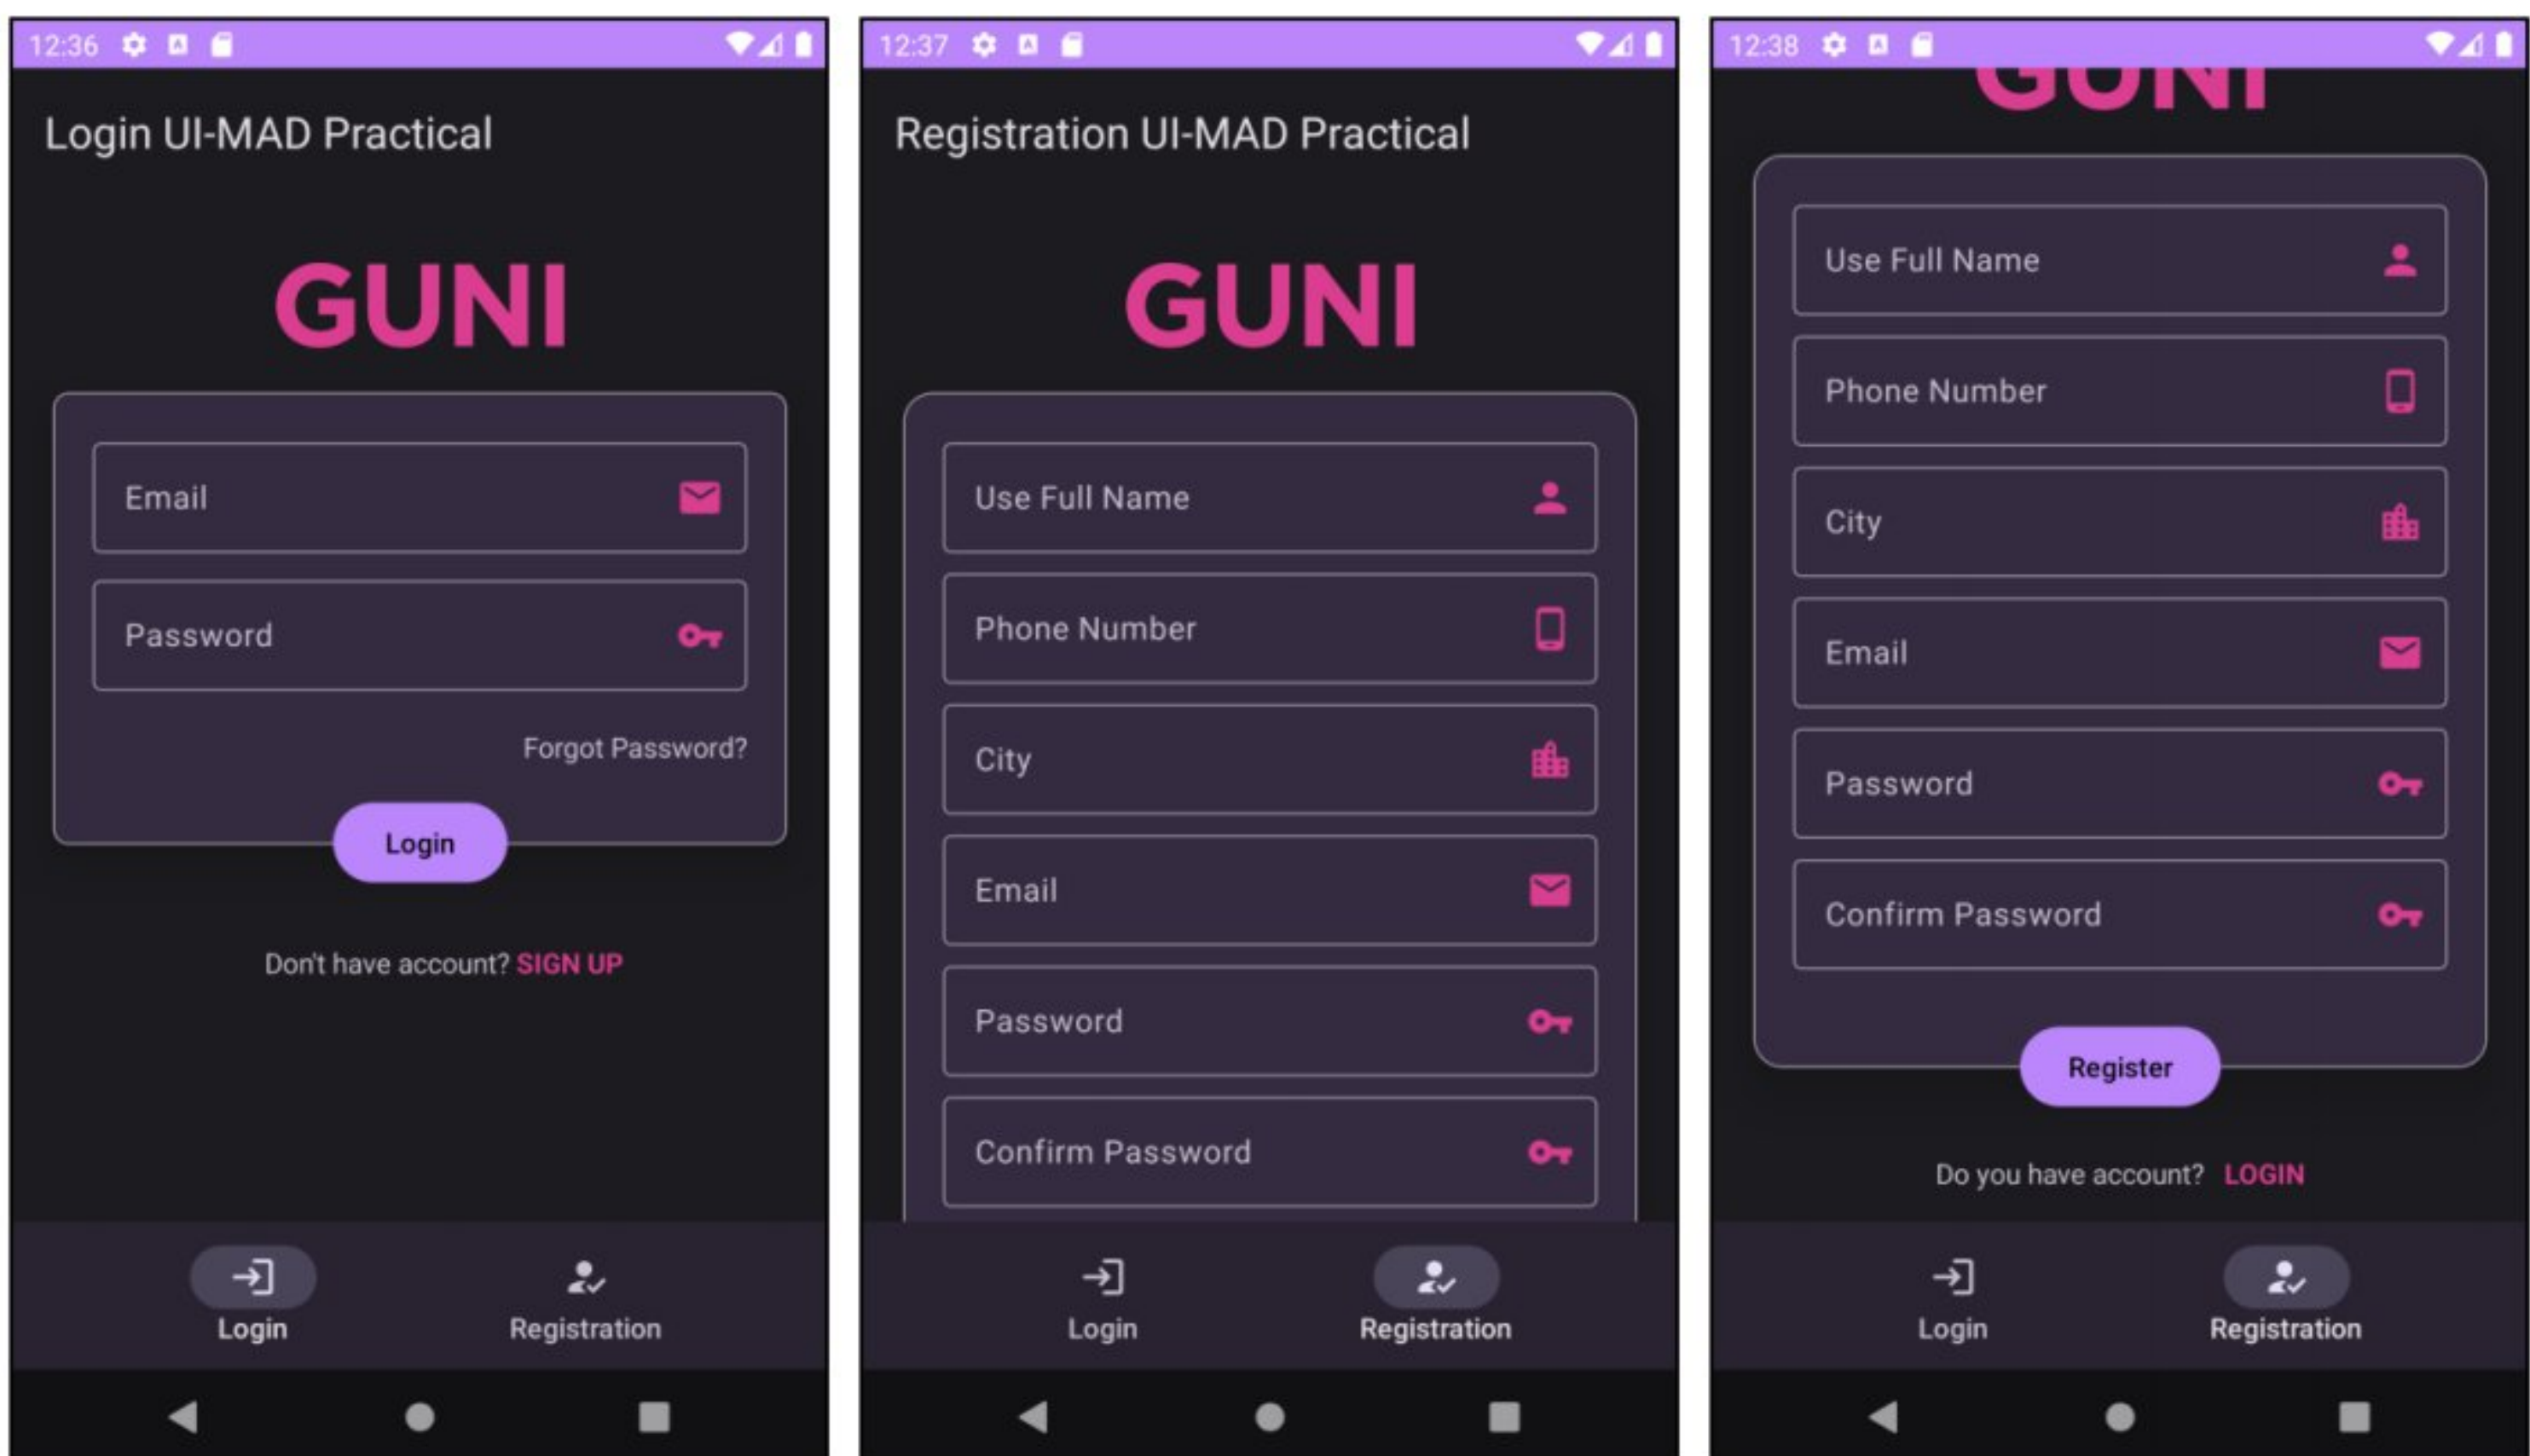 12:36
Login UI-MAD Practical
GUNI
Email
Password
Forgot Password?
Login
Don't have account? SIGN UP
Login
Registration
12:37
Registration UI-MAD Practical
GUNI
Use Full Name
Phone Number
City
Email
Password
Confirm Password
Login
Registration
12:38
GUNI
Use Full Name
Phone Number
City
Email
Password
Confirm Password
Register
Do you have account? LOGIN
Login
Registration